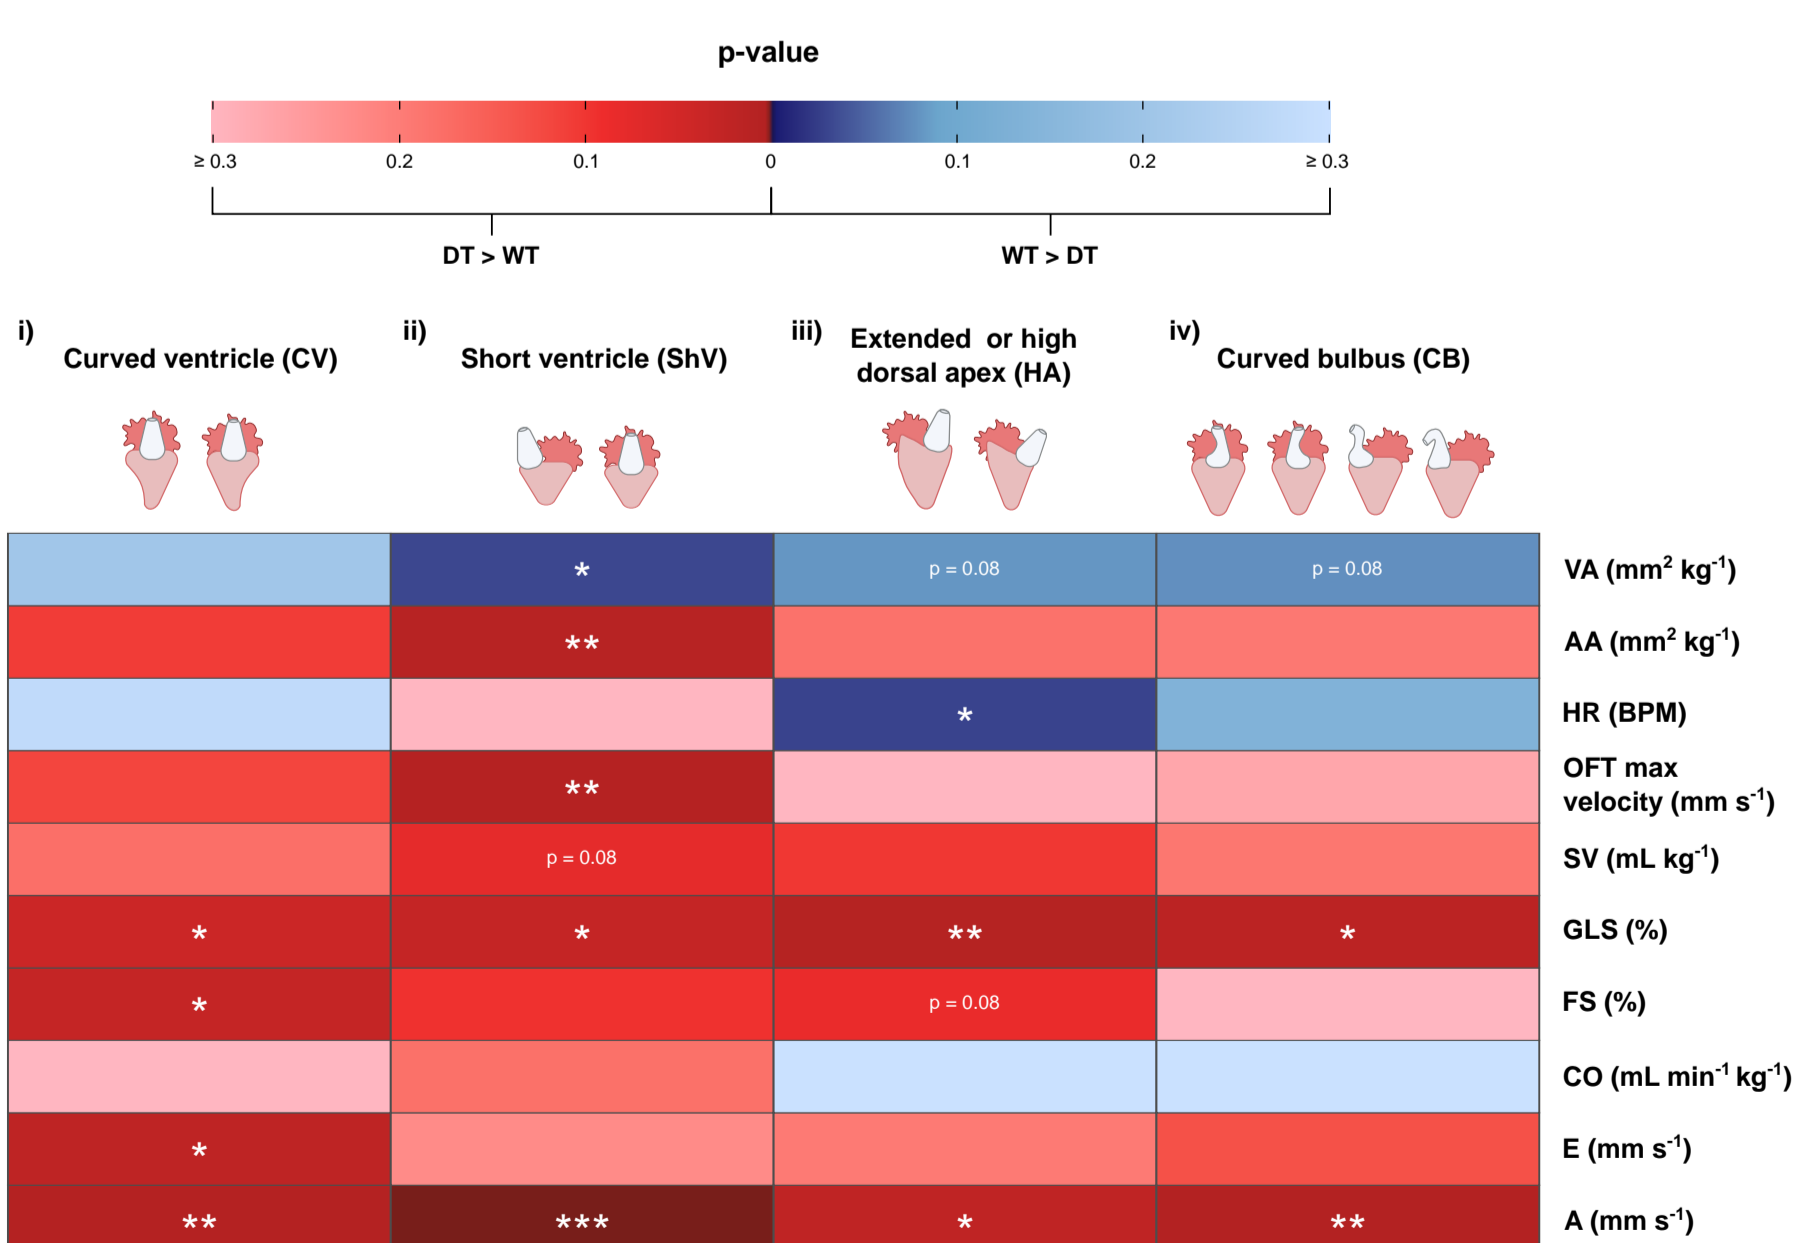 p-value
≥ 0.3 0.2 0.1 0 0.1 0.2 ≥ 0.3
DT > WT WT > DT
i) ii) iii) iv)
Curved ventricle (CV)
Short ventricle (ShV)
Extended or high
dorsal apex (HA)
Curved bulbus (CB)
* p = 0.08 p = 0.08 VA (mm² kg⁻¹)
** AA (mm² kg⁻¹)
* HR (BPM)
** OFT max
velocity (mm s⁻¹)
p = 0.08 SV (mL kg⁻¹)
* * ** * GLS (%)
* p = 0.08 FS (%)
CO (mL min⁻¹ kg⁻¹)
* E (mm s⁻¹)
** *** * ** A (mm s⁻¹)